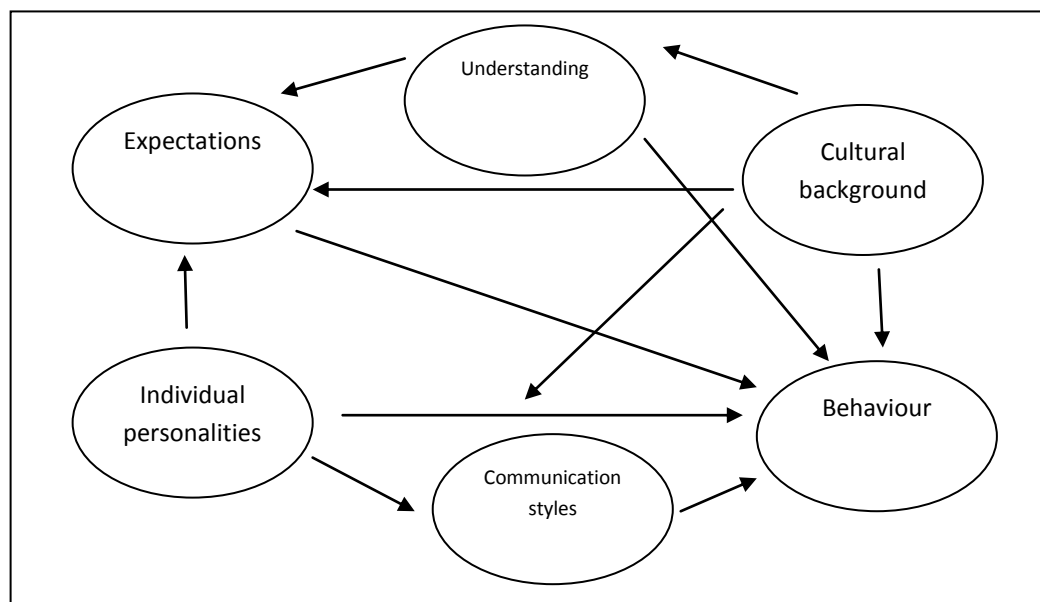 Understanding
Expectations
Cultural
background
Individual
personalities
Behaviour
Communication
styles